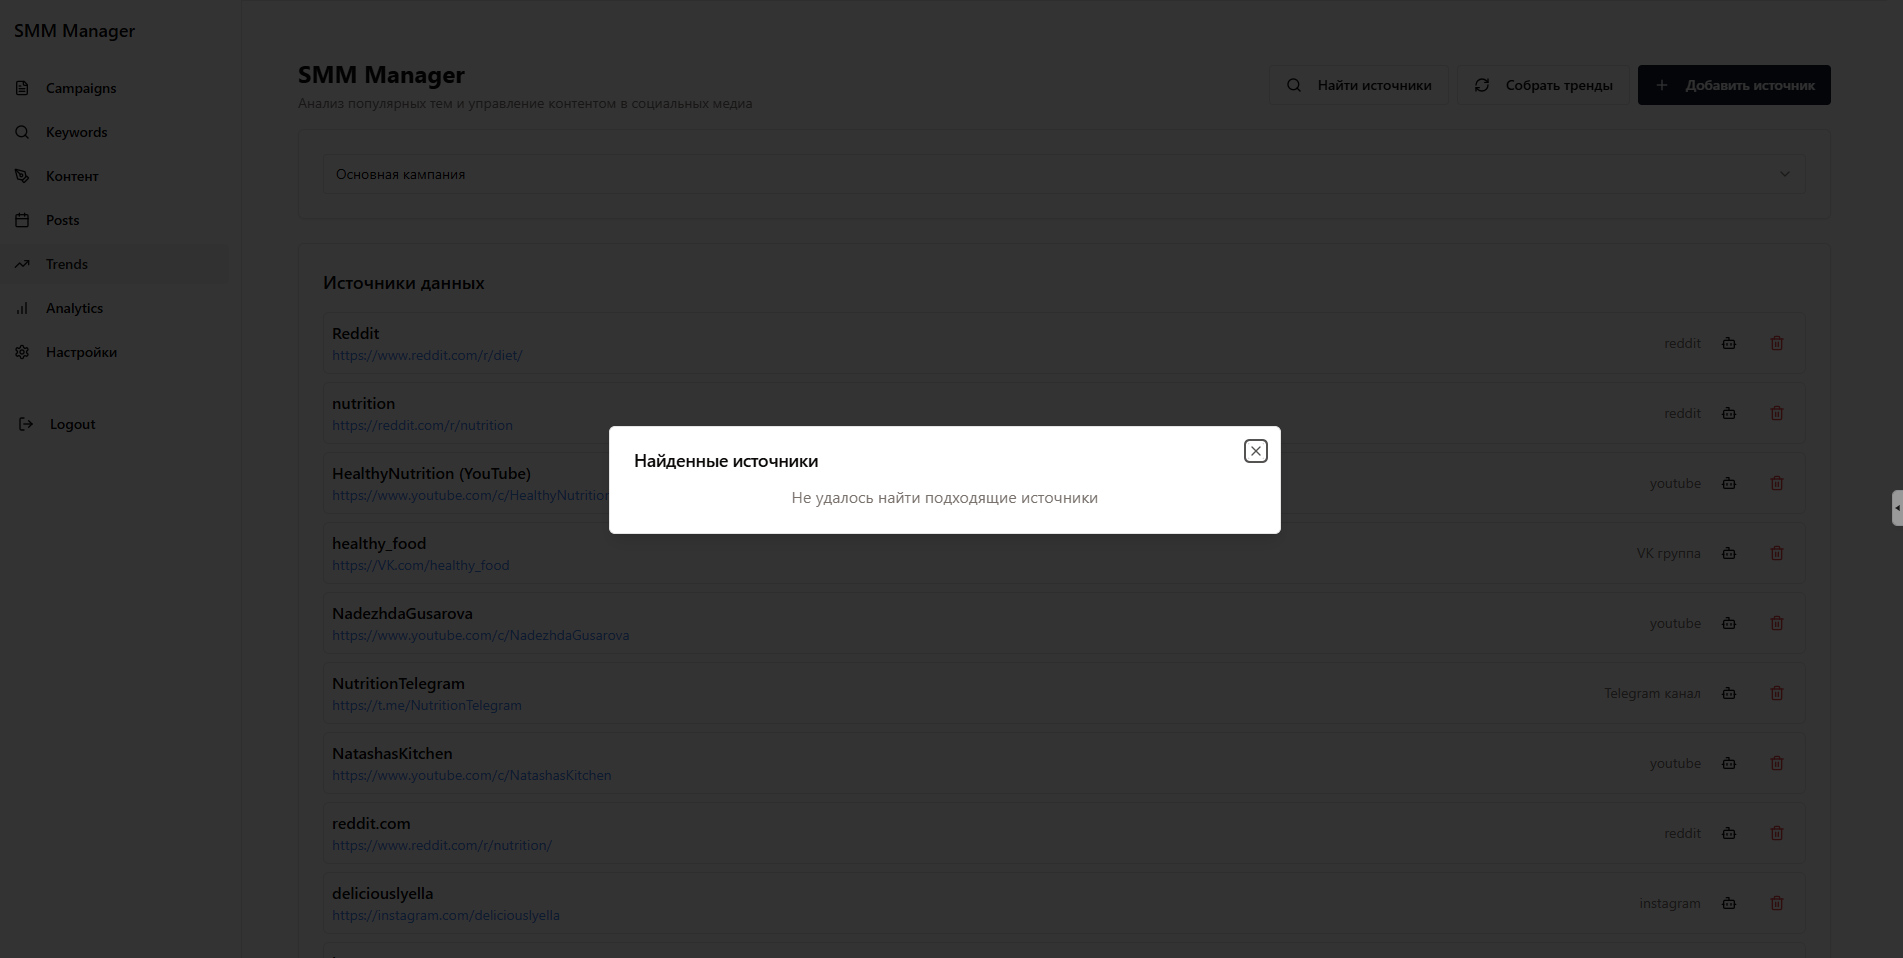 SMM Manager
Campaigns
Keywords
Контент
Posts
Trends
Analytics
Настройки
Logout
SMM Manager
Анализ популярных тем и управление контентом в социальных медиа
Найти источники
Собрать тренды
Добавить источник
Основная кампания
Источники данных
Reddit
https://www.reddit.com/r/diet/
reddit
nutrition
https://reddit.com/r/nutrition
reddit
HealthyNutrition (YouTube)
https://www.youtube.com/c/HealthyNutrition
youtube
Найденные источники
Не удалось найти подходящие источники
healthy_food
https://VK.com/healthy_food
VK группа
NadezhdaGusarova
https://www.youtube.com/c/NadezhdaGusarova
youtube
NutritionTelegram
https://t.me/NutritionTelegram
Telegram канал
NatashasKitchen
https://www.youtube.com/c/NatashasKitchen
youtube
reddit.com
https://www.reddit.com/r/nutrition/
reddit
deliciouslyella
https://instagram.com/deliciouslyella
instagram